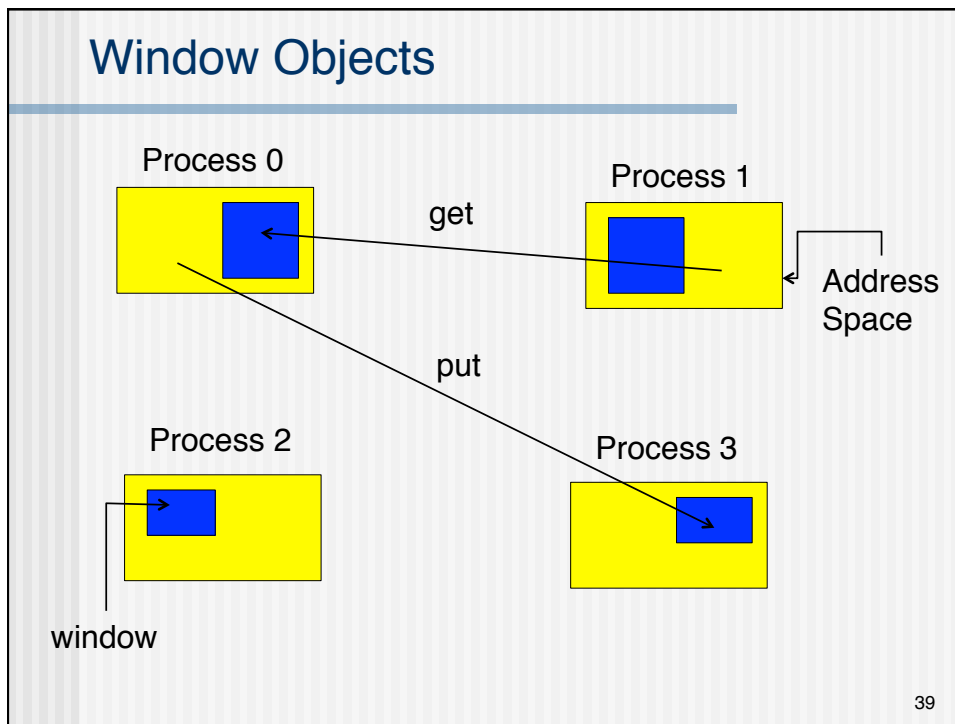 Window Objects
Process 0
Process 1
get
Address
Space
put
Process 2
Process 3
window
39